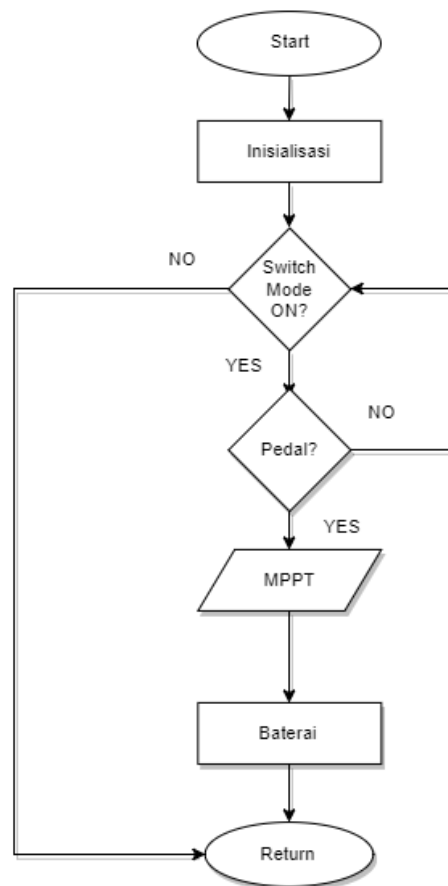 Start
Inisialisasi
NO
Switch
Mode
ON?
YES
NO
Pedal?
YES
MPPT
Baterai
Return